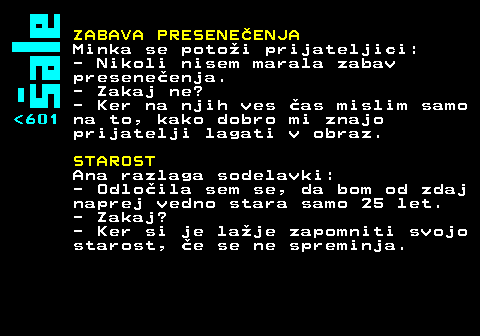 Šale
<601
ZABAVA PRESENEČENJA
Minka se potoži prijateljici:
- Nikoli nisem marala zabav
presenečenja.
- Zakaj ne?
- Ker na njih ves čas mislim samo
na to, kako dobro mi znajo
prijatelji lagati v obraz.
STAROST
Ana razlaga sodelavki:
- Odločila sem se, da bom od zdaj
naprej vedno stara samo 25 let.
- Zakaj?
- Ker si je lažje zapomniti svojo
starost, če se ne spreminja.